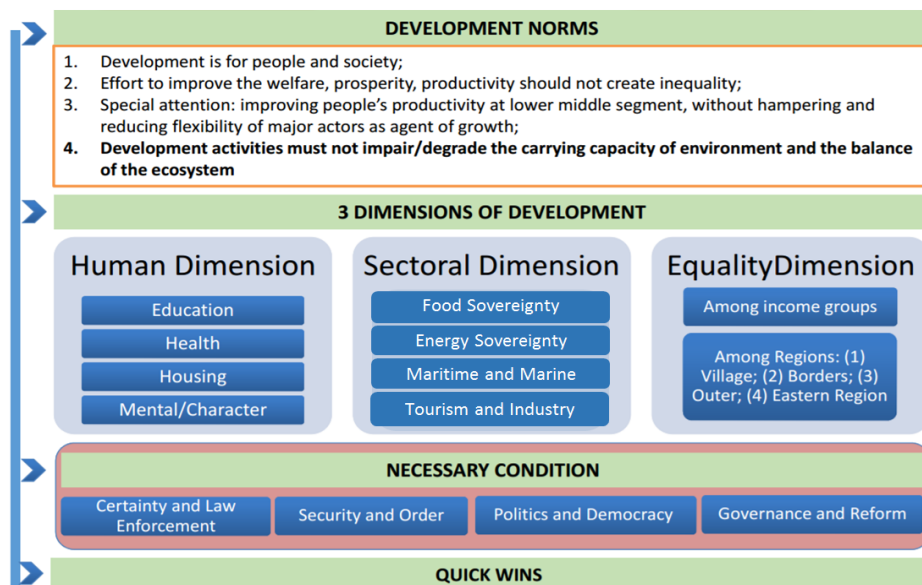 DEVELOPMENT NORMS
1. Development is for people and society;
2. Effort to improve the welfare, prosperity, productivity should not create inequality;
3. Special attention: improving people's productivity at lower middle segment, without hampering and
reducing flexibility of major actors as agent of growth;
4. Development activities must not impair/degrade the carrying capacity of environment and the balance
of the ecosystem
3 DIMENSIONS OF DEVELOPMENT
Human Dimension
Education
Health
Housing
Mental/Character
Sectoral Dimension
Food Sovereignty
Energy Sovereignty
Maritime and Marine
Tourism and Industry
EqualityDimension
Among income groups
Among Regions: (1)
Village; (2) Borders; (3)
Outer; (4) Eastern Region
NECESSARY CONDITION
Certainty and Law
Enforcement
Security and Order
Politics and Democracy
Governance and Reform
QUICK WINS